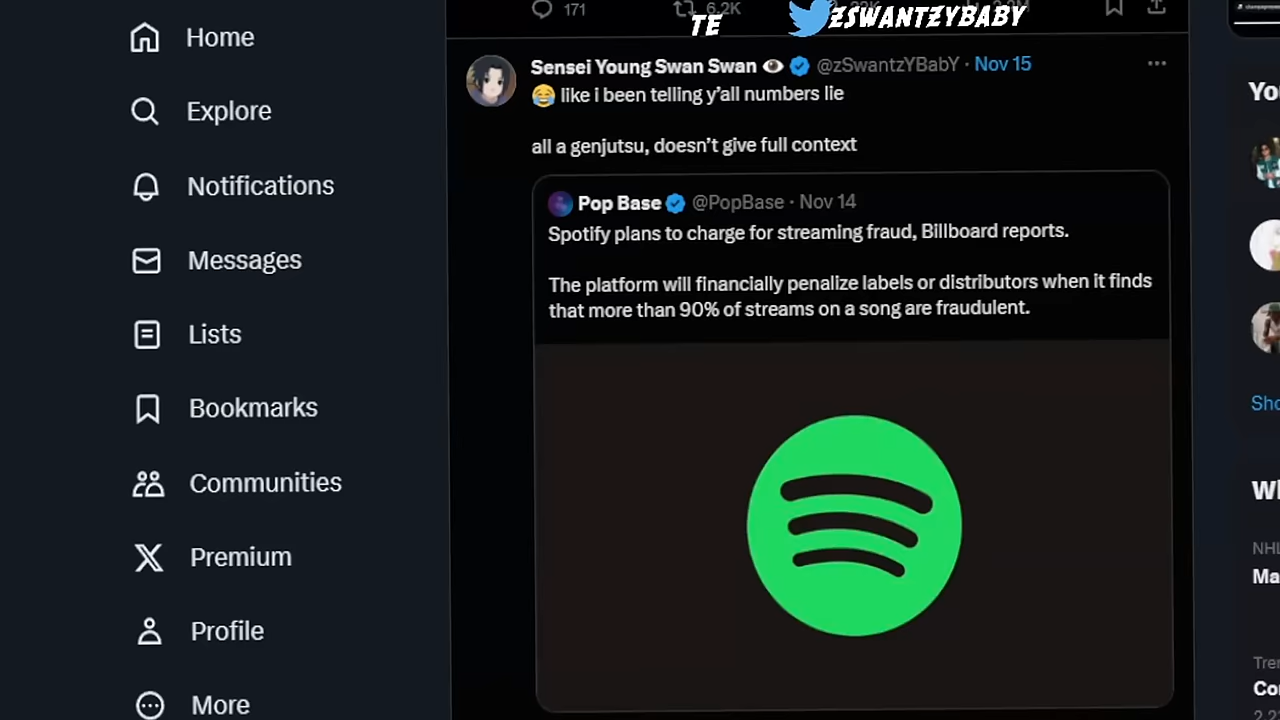 Home
Explore
Notifications
Messages
Lists
Bookmarks
Communities
Premium
Profile
More
171
6.2K
TE
ZSWANTZYBABY
Sensei Young Swan Swan 👁 @zSwantzYBabY · Nov 15
😂 like i been telling y’all numbers lie
all a genjutsu, doesn’t give full context
Pop Base @PopBase · Nov 14
Spotify plans to charge for streaming fraud, Billboard reports.
The platform will financially penalize labels or distributors when it finds
that more than 90% of streams on a song are fraudulent.
NHL